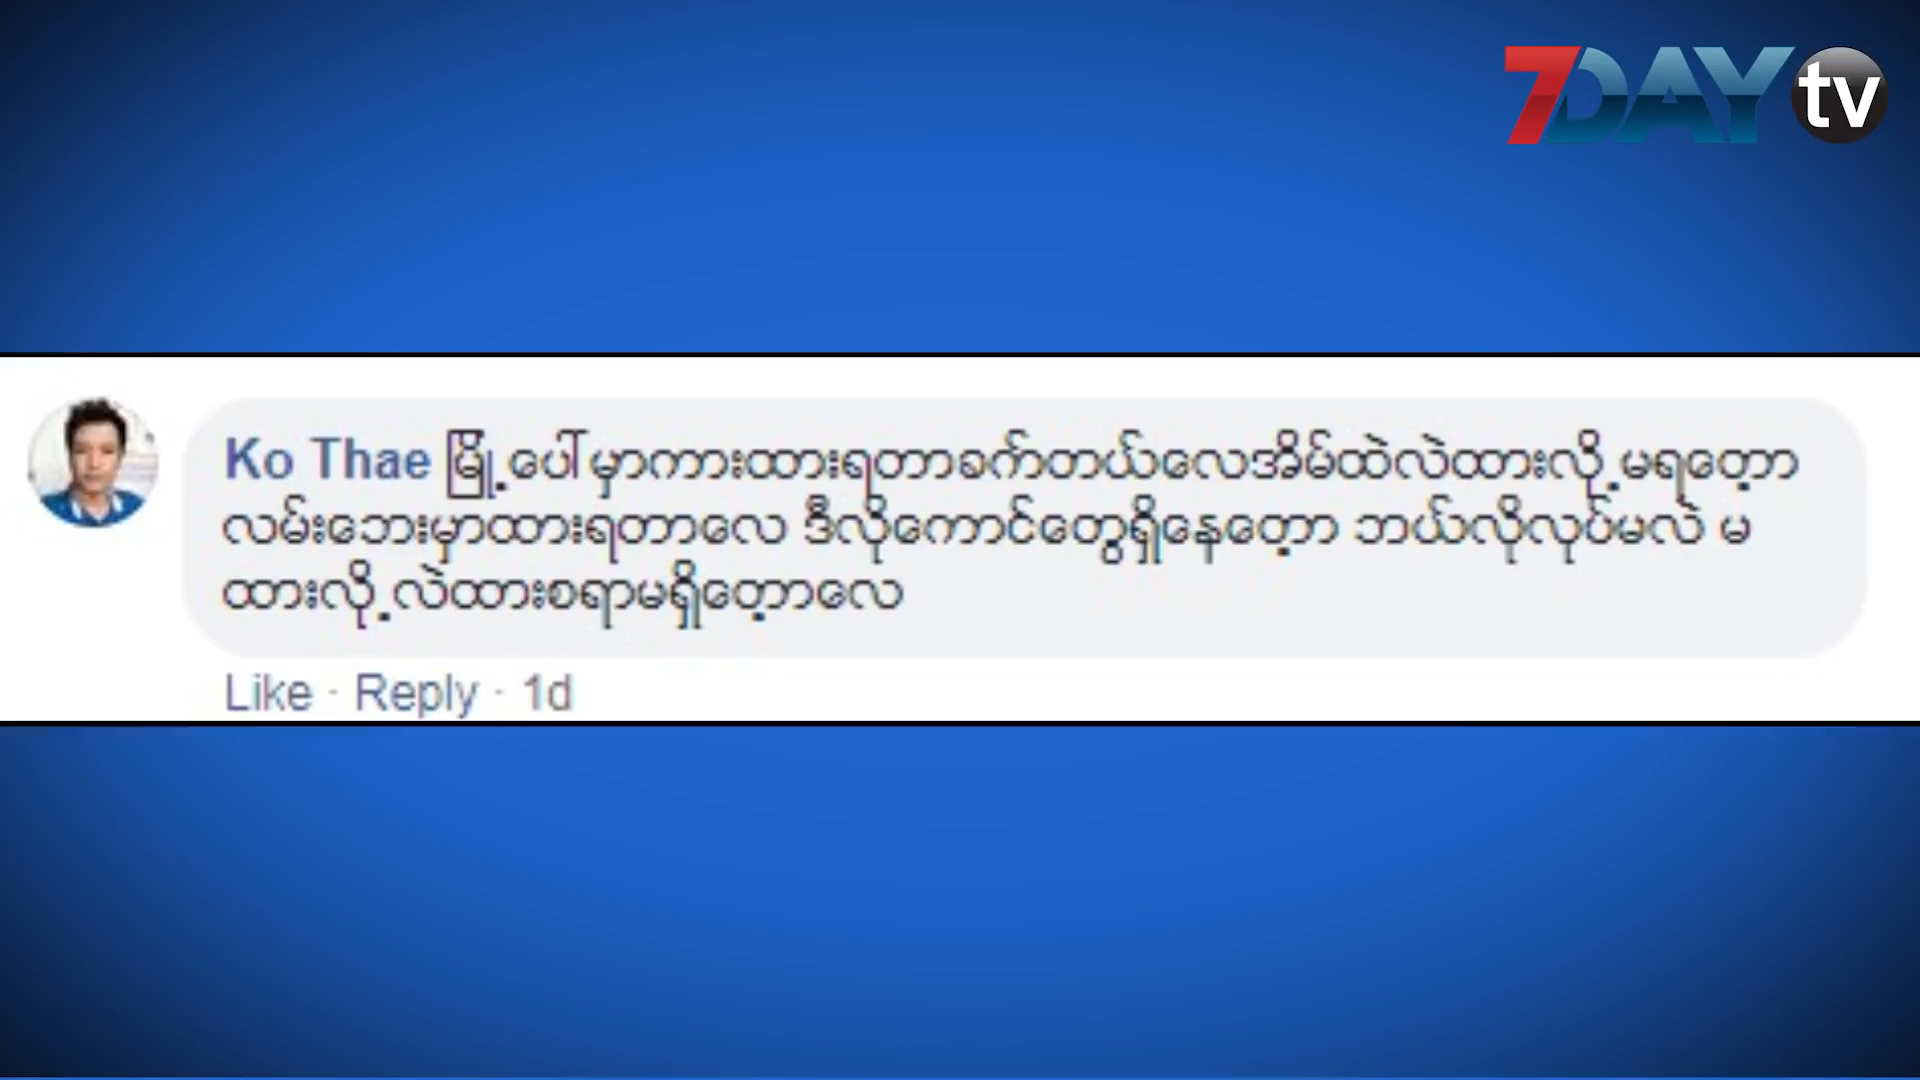 7DAY tv
Ko Thae မြို့ပေါ်မှာကားထားရတာခက်တယ်လေအိမ်ထဲလဲထားလို့မရတော့
လမ်းဘေးမှာထားရတာလေ ဒီလိုကောင်တွေရှိနေတော့ ဘယ်လိုလုပ်မလဲ မ
ထားလို့လဲထားစရာမရှိတော့လေ
Like · Reply · 1d